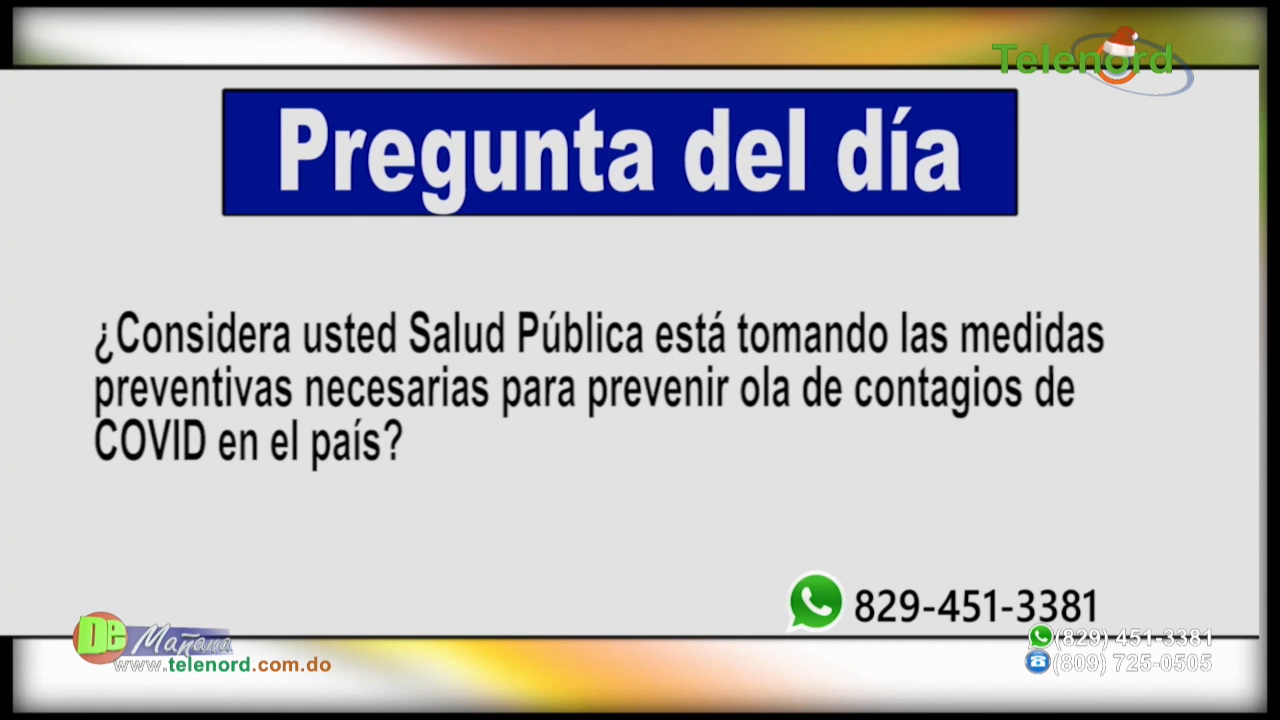 Telenord
Pregunta del día
¿Considera usted Salud Pública está tomando las medidas
preventivas necesarias para prevenir ola de contagios de
COVID en el país?
829-451-3381
De Mañana
www.telenord.com.do
(829) 451-3381
(809) 725-0505